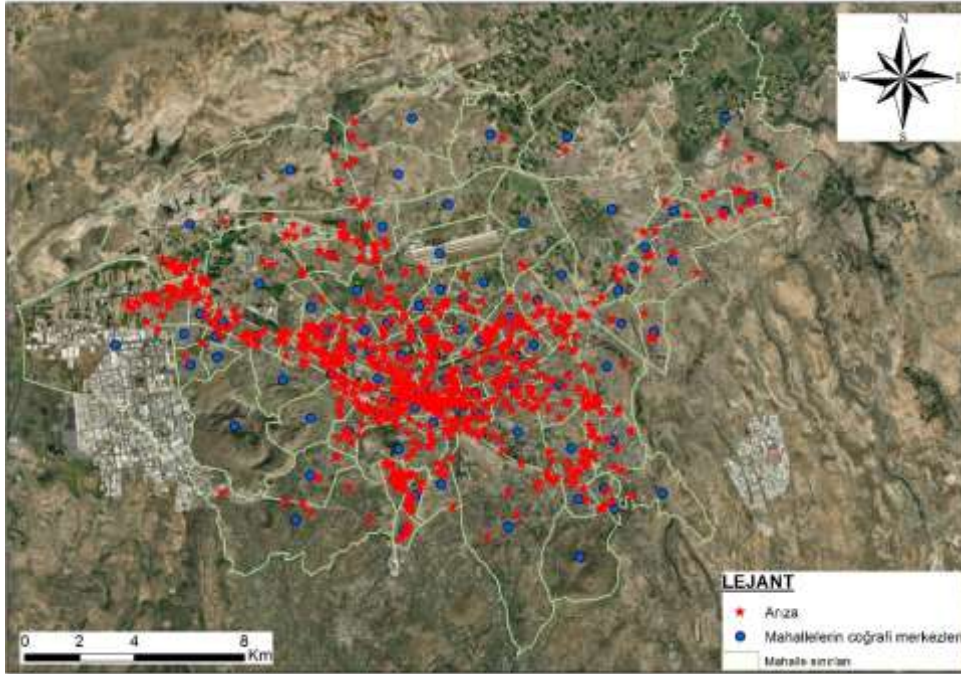 N
W E
S
LEJANT
Arıza
Mahallelerin coğrafi merkezleri
Mahalle sınırları
0 2 4 8
Km